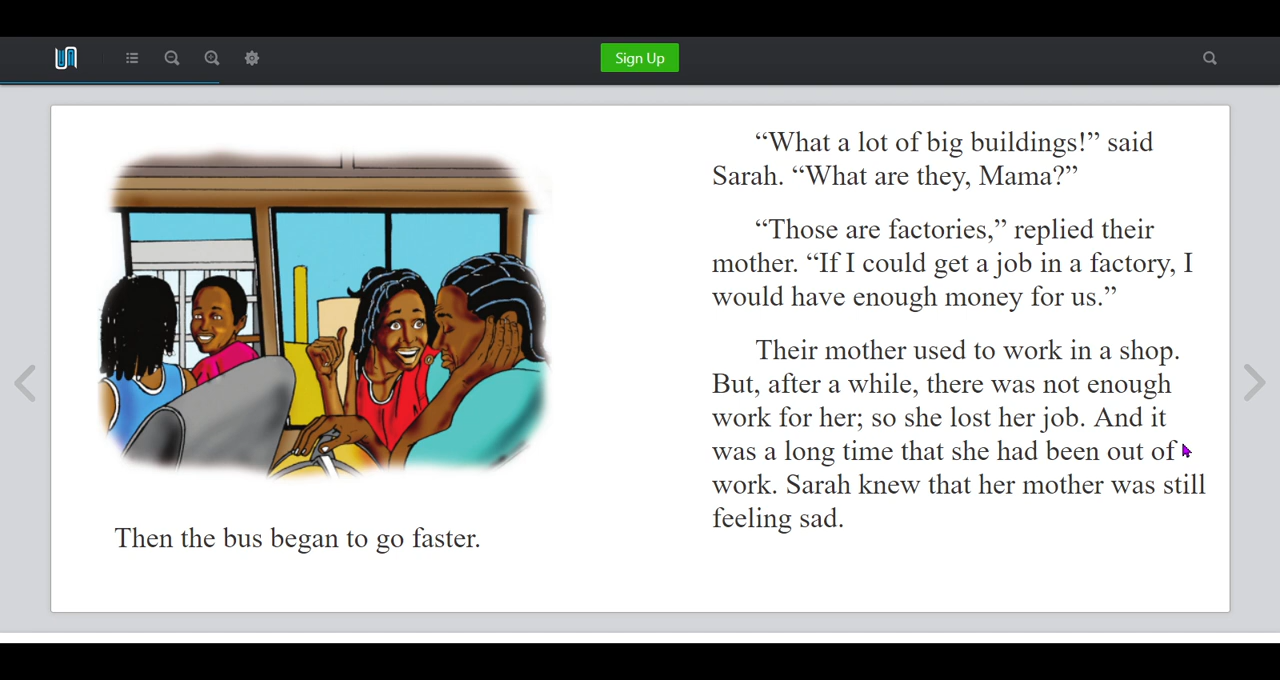 Sign Up
Then the bus began to go faster.
“What a lot of big buildings!” said
Sarah. “What are they, Mama?”
“Those are factories,” replied their
mother. “If I could get a job in a factory, I
would have enough money for us.”
Their mother used to work in a shop.
But, after a while, there was not enough
work for her; so she lost her job. And it
was a long time that she had been out of
work. Sarah knew that her mother was still
feeling sad.